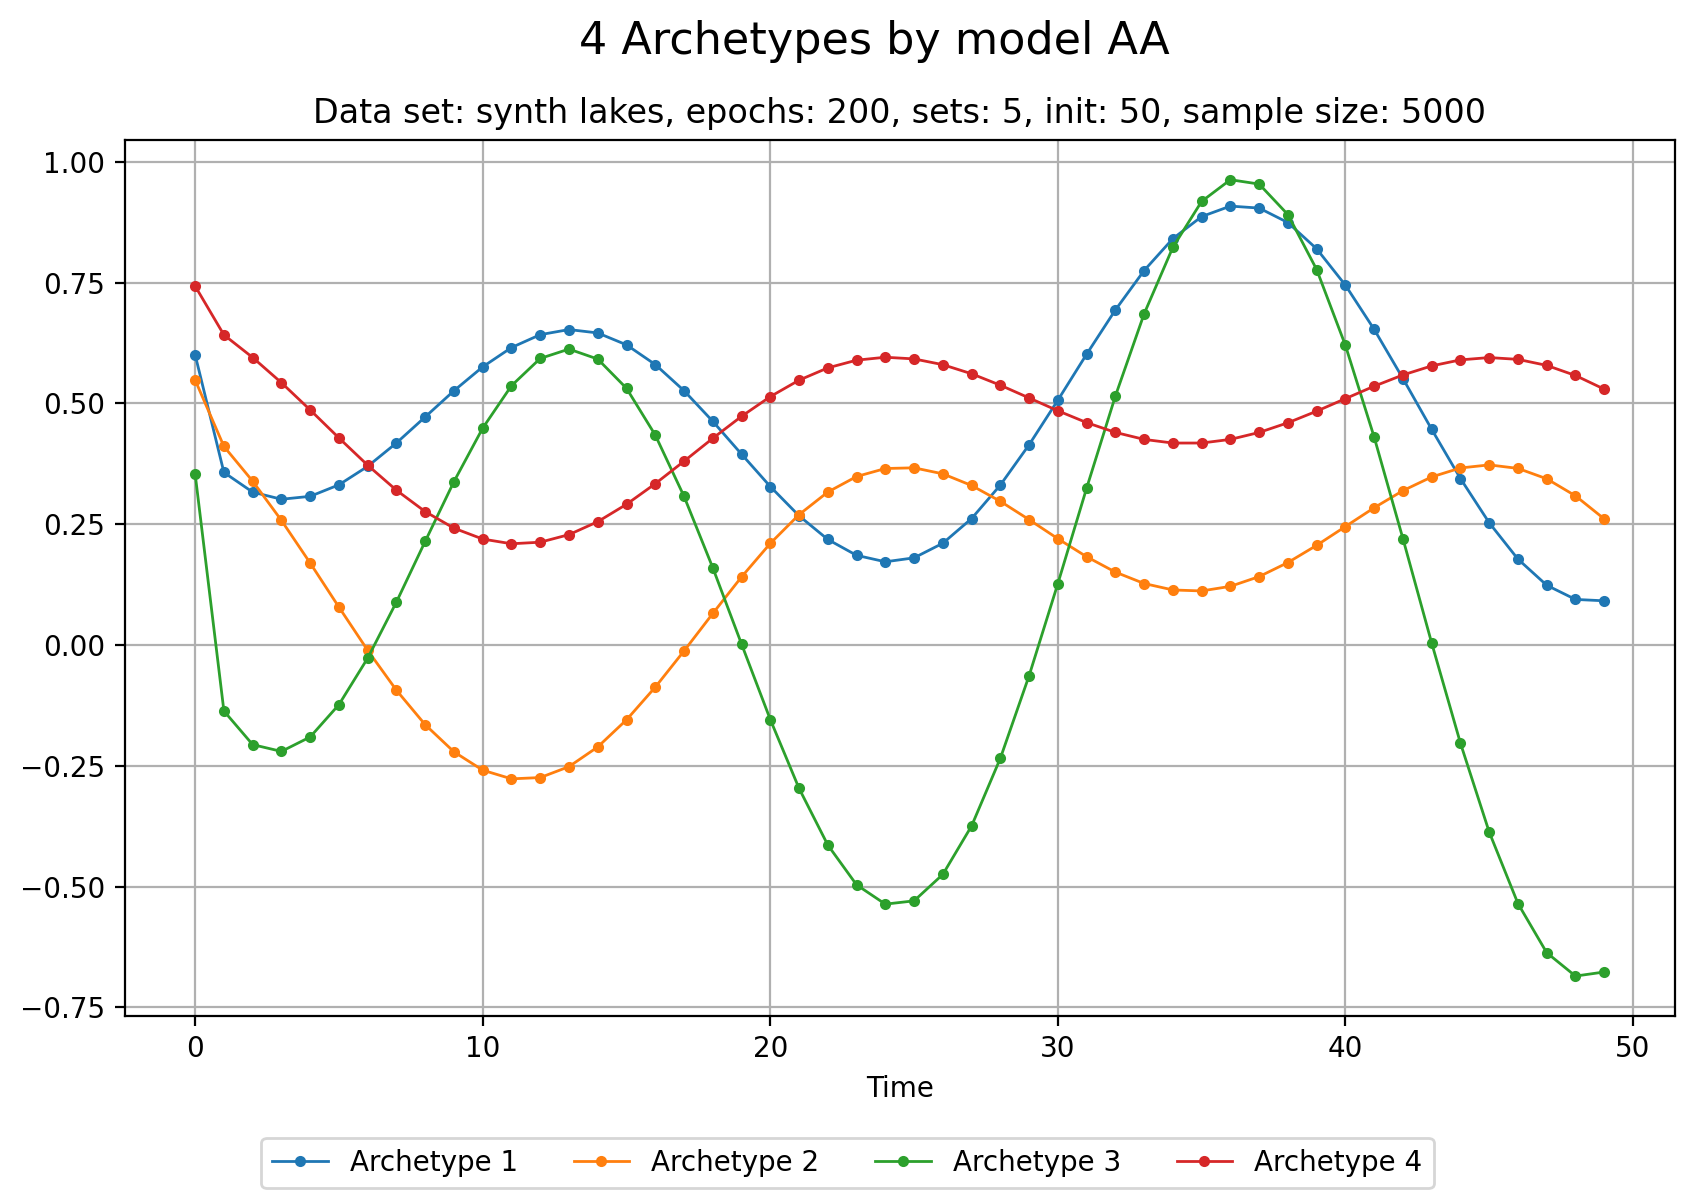 4 Archetypes by model AA
Data set: synth lakes, epochs: 200, sets: 5, init: 50, sample size: 5000
1.00
0.75
0.50
0.25
0.00
−0.25
−0.50
−0.75
0 10 20 30 40 50
Time
Archetype 1 Archetype 2 Archetype 3 Archetype 4